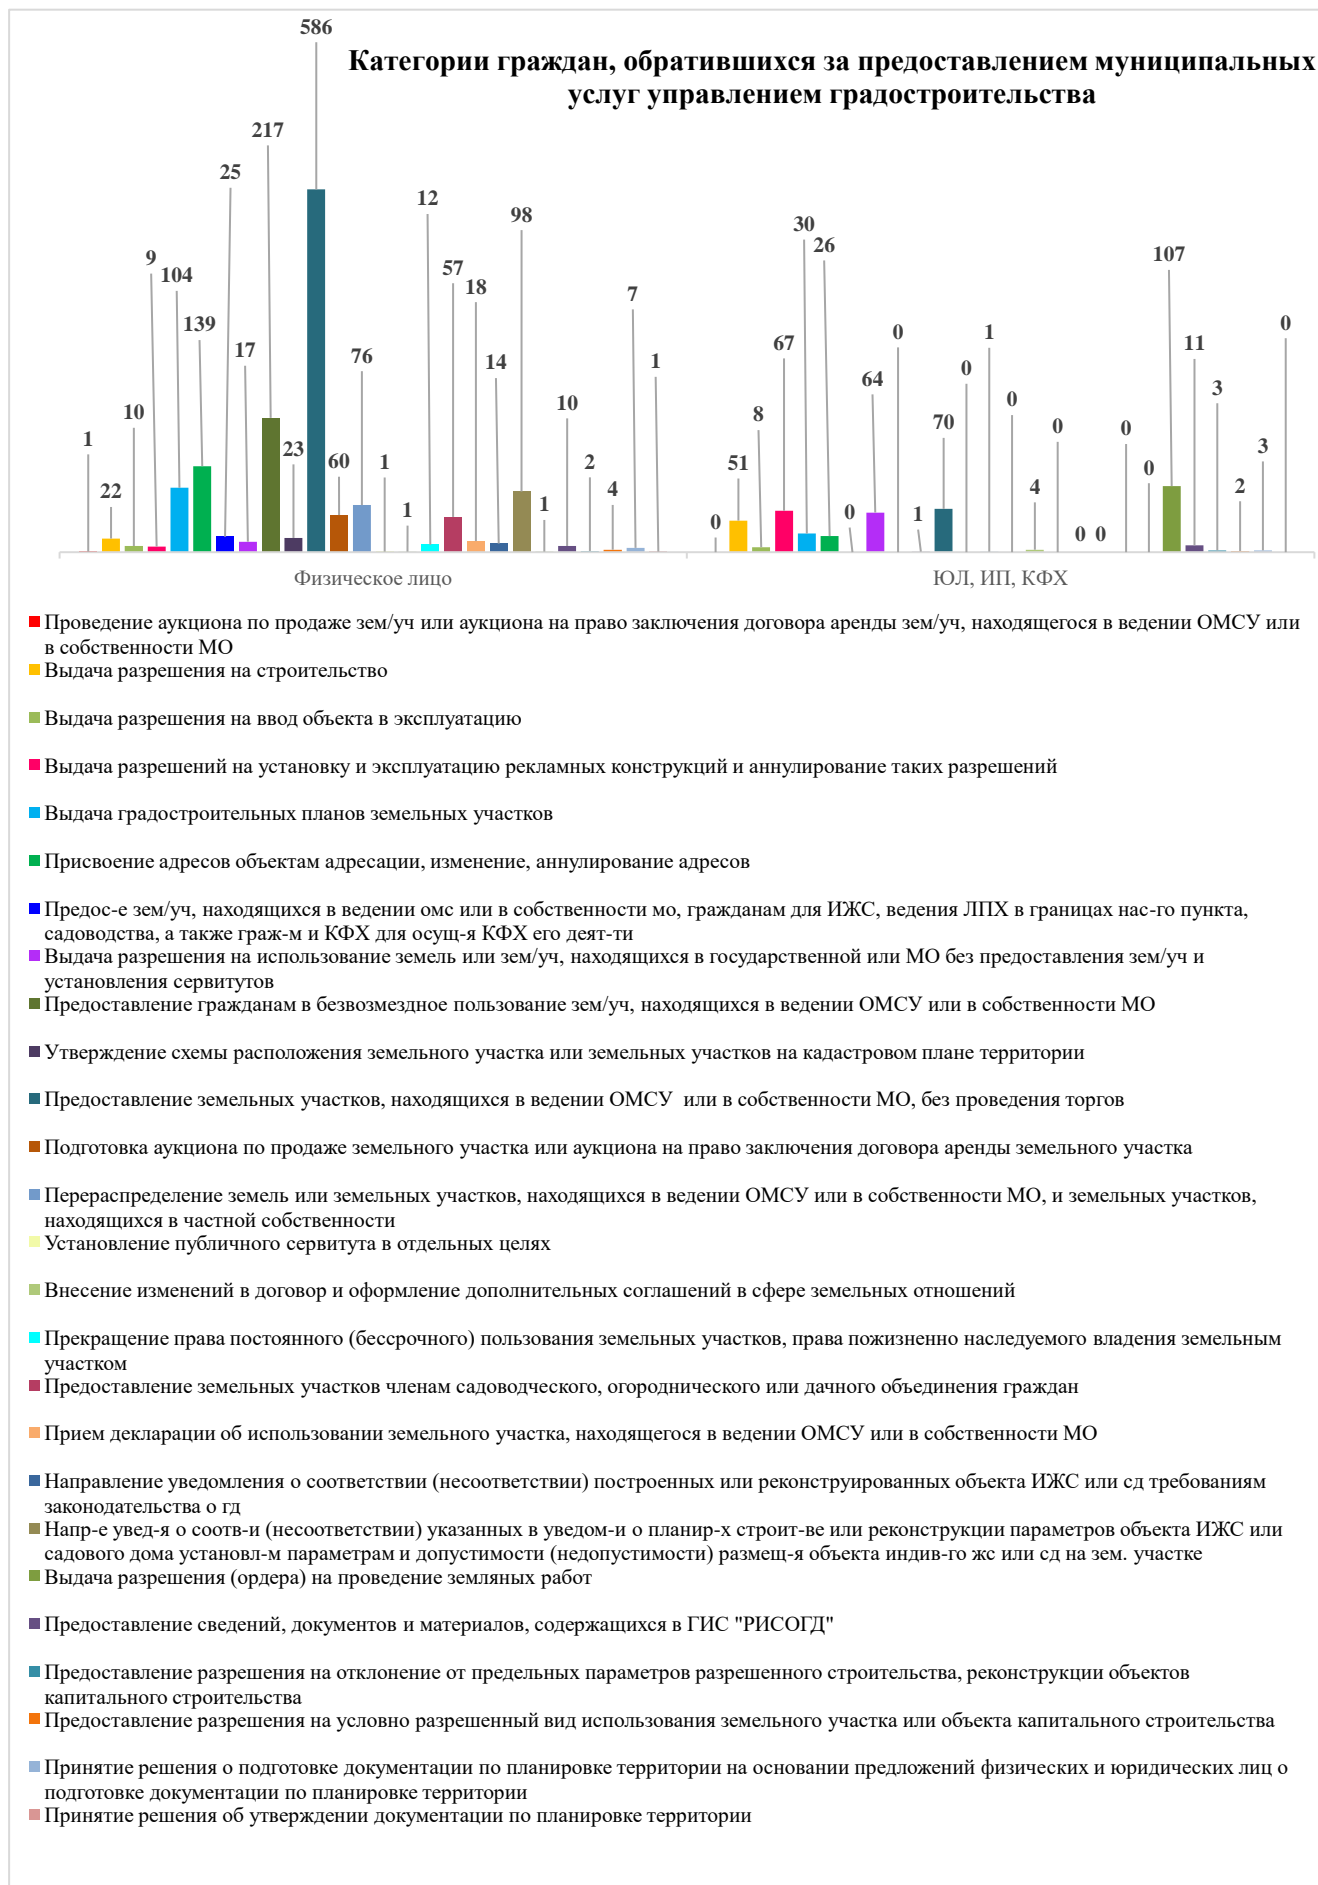 Категории граждан, обратившихся за предоставлением муниципальных
услуг управлением градостроительства
1
22
10
9
104
139
25
17
217
23
586
60
76
1
1
12
57
18
14
98
1
10
2
4
7
1
0
51
8
67
30
26
0
64
0
1
70
0
1
0
4
0
0
0
0
0
107
11
3
2
3
0
Физическое лицо
ЮЛ, ИП, КФХ
Проведение аукциона по продаже зем/уч или аукциона на право заключения договора аренды зем/уч, находящегося в ведении ОМСУ или
в собственности МО
Выдача разрешения на строительство
Выдача разрешения на ввод объекта в эксплуатацию
Выдача разрешений на установку и эксплуатацию рекламных конструкций и аннулирование таких разрешений
Выдача градостроительных планов земельных участков
Присвоение адресов объектам адресации, изменение, аннулирование адресов
Предос-е зем/уч, находящихся в ведении омс или в собственности мо, гражданам для ИЖС, ведения ЛПХ в границах нас-го пункта,
садоводства, а также граж-м и КФХ для осущ-я КФХ его деят-ти
Выдача разрешения на использование земель или зем/уч, находящихся в государственной или МО без предоставления зем/уч и
установления сервитутов
Предоставление гражданам в безвозмездное пользование зем/уч, находящихся в ведении ОМСУ или в собственности МО
Утверждение схемы расположения земельного участка или земельных участков на кадастровом плане территории
Предоставление земельных участков, находящихся в ведении ОМСУ  или в собственности МО, без проведения торгов
Подготовка аукциона по продаже земельного участка или аукциона на право заключения договора аренды земельного участка
Перераспределение земель или земельных участков, находящихся в ведении ОМСУ или в собственности МО, и земельных участков,
находящихся в частной собственности
Установление публичного сервитута в отдельных целях
Внесение изменений в договор и оформление дополнительных соглашений в сфере земельных отношений
Прекращение права постоянного (бессрочного) пользования земельных участков, права пожизненно наследуемого владения земельным
участком
Предоставление земельных участков членам садоводческого, огороднического или дачного объединения граждан
Прием декларации об использовании земельного участка, находящегося в ведении ОМСУ или в собственности МО
Направление уведомления о соответствии (несоответствии) построенных или реконструированных объекта ИЖС или сд требованиям
законодательства о гд
Напр-е увед-я о соотв-и (несоответствии) указанных в уведом-и о планир-х строит-ве или реконструкции параметров объекта ИЖС или
садового дома установл-м параметрам и допустимости (недопустимости) размещ-я объекта индив-го жс или сд на зем. участке
Выдача разрешения (ордера) на проведение земляных работ
Предоставление сведений, документов и материалов, содержащихся в ГИС "РИСОГД"
Предоставление разрешения на отклонение от предельных параметров разрешенного строительства, реконструкции объектов
капитального строительства
Предоставление разрешения на условно разрешенный вид использования земельного участка или объекта капитального строительства
Принятие решения о подготовке документации по планировке территории на основании предложений физических и юридических лиц о
подготовке документации по планировке территории
Принятие решения об утверждении документации по планировке территории